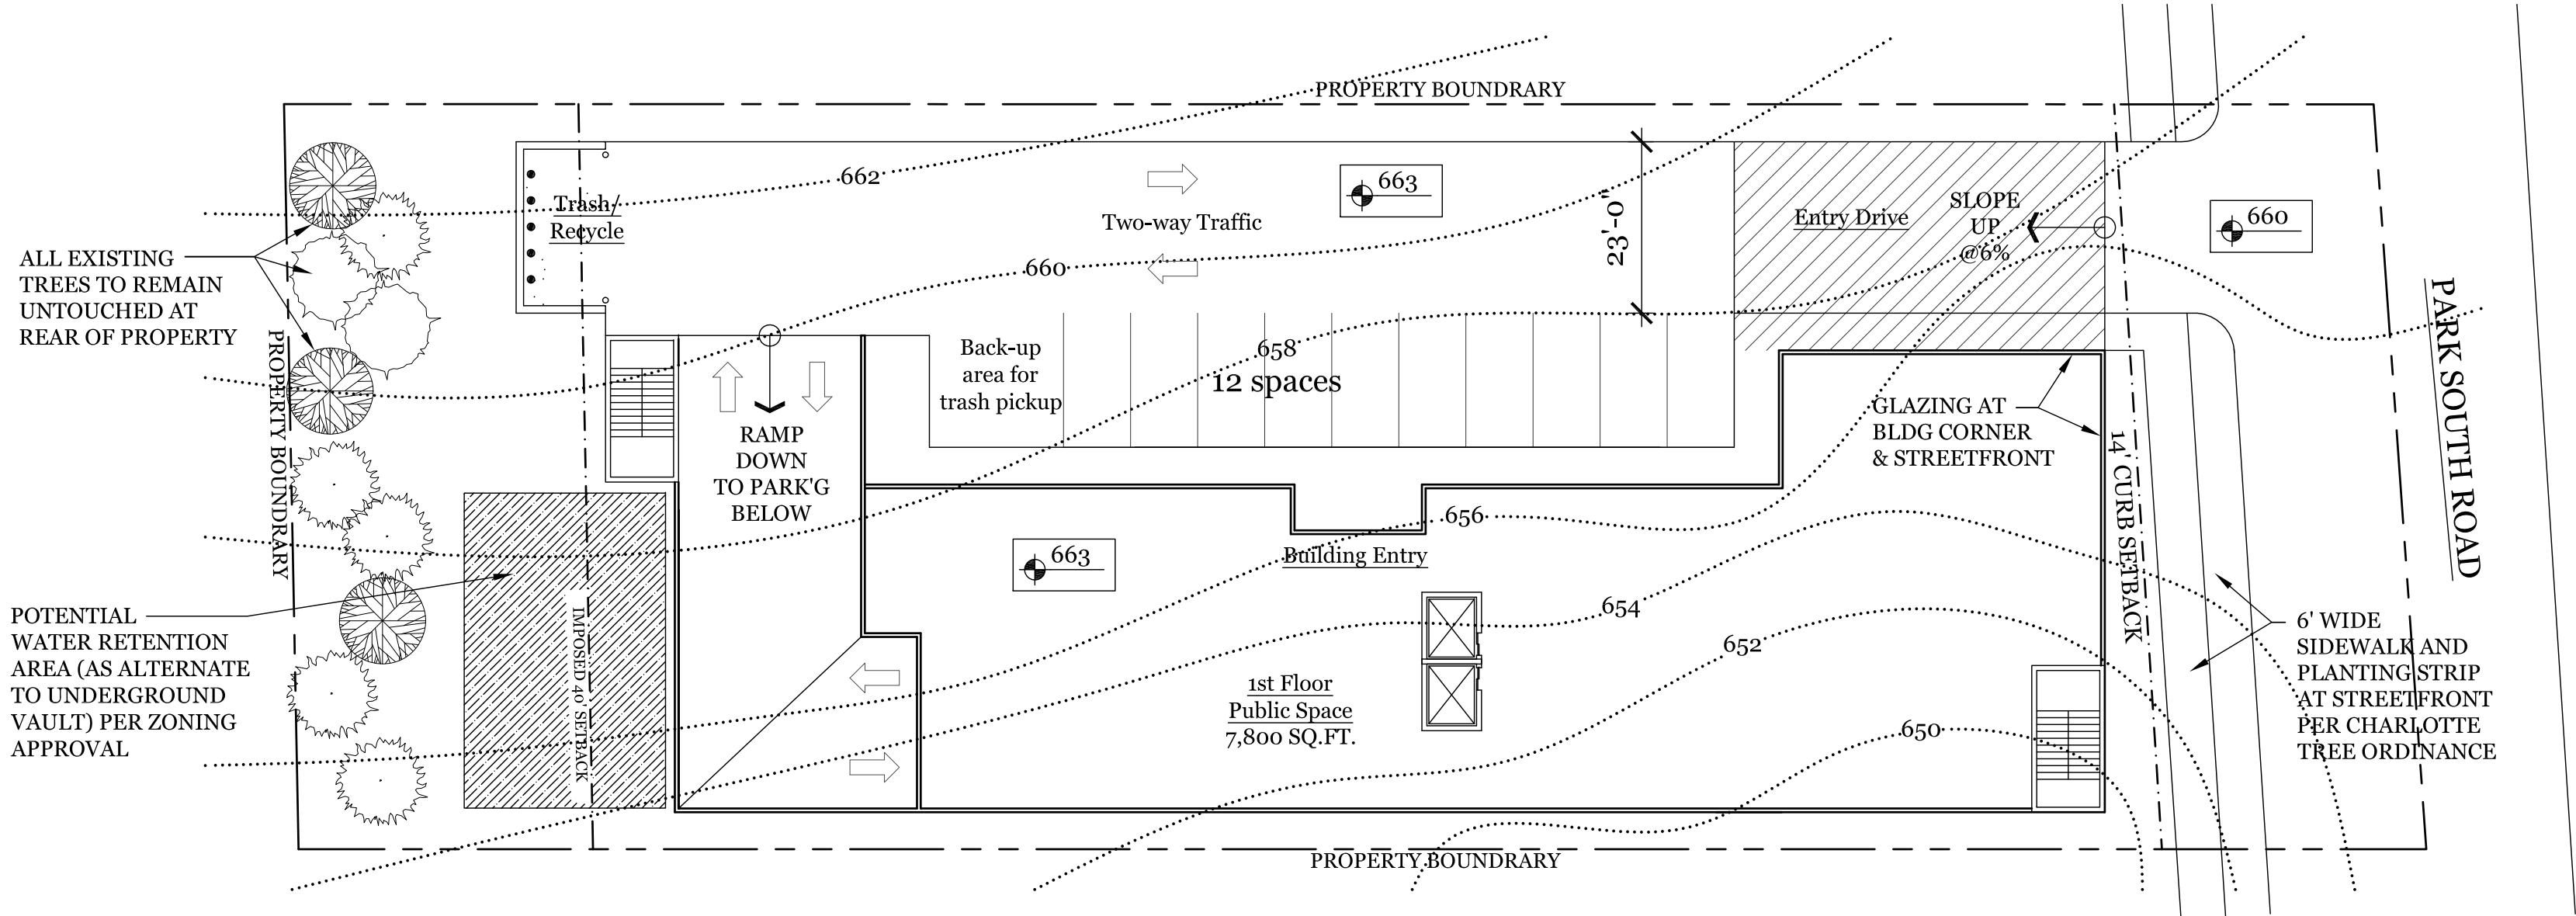 PROPERTY BOUNDRARY
662
663
Trash/
Recycle
Two-way Traffic
23'-0"
Entry Drive
SLOPE
UP
@6%
660
660
ALL EXISTING
TREES TO REMAIN
UNTOUCHED AT
REAR OF PROPERTY
PROPERTY BOUNDRARY
Back-up
area for
trash pickup
658
12 spaces
RAMP
DOWN
TO PARK'G
BELOW
GLAZING AT
BLDG CORNER
& STREETFRONT
14' CURB SETBACK
PARK SOUTH ROAD
656
Building Entry
663
654
652
650
1st Floor
Public Space
7,800 SQ.FT.
POTENTIAL
WATER RETENTION
AREA (AS ALTERNATE
TO UNDERGROUND
VAULT) PER ZONING
APPROVAL
IMPOSED 40' SETBACK
6' WIDE
SIDEWALK AND
PLANTING STRIP
AT STREETFRONT
PER CHARLOTTE
TREE ORDINANCE
PROPERTY BOUNDRARY